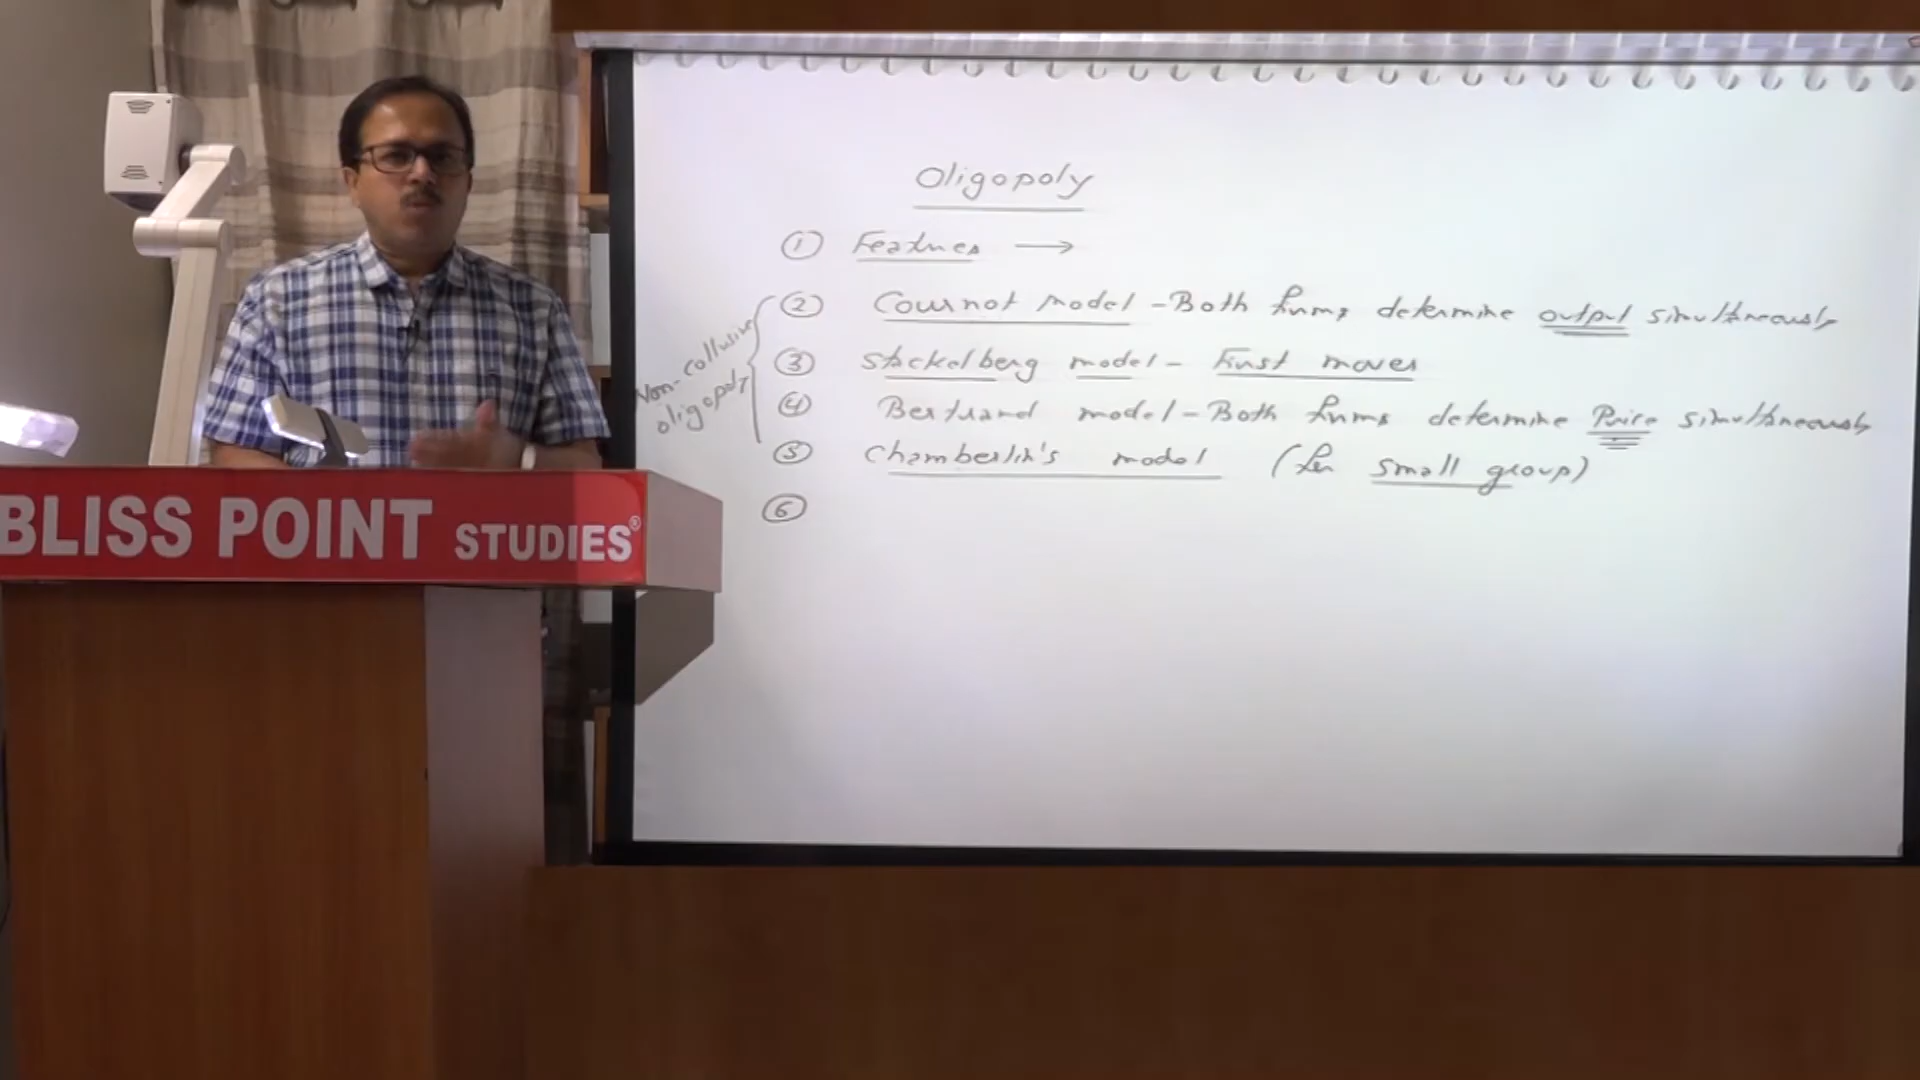 Oligopoly
① Features →
② Cournot model - Both firms determine output simultaneously
③ Stackelberg model - First moves
④ Bertrand model - Both firms determine Price simultaneously
⑤ Chamberlin's model (for small group)
⑥
Non-collusive
oligopoly
BLISS POINT STUDIES®